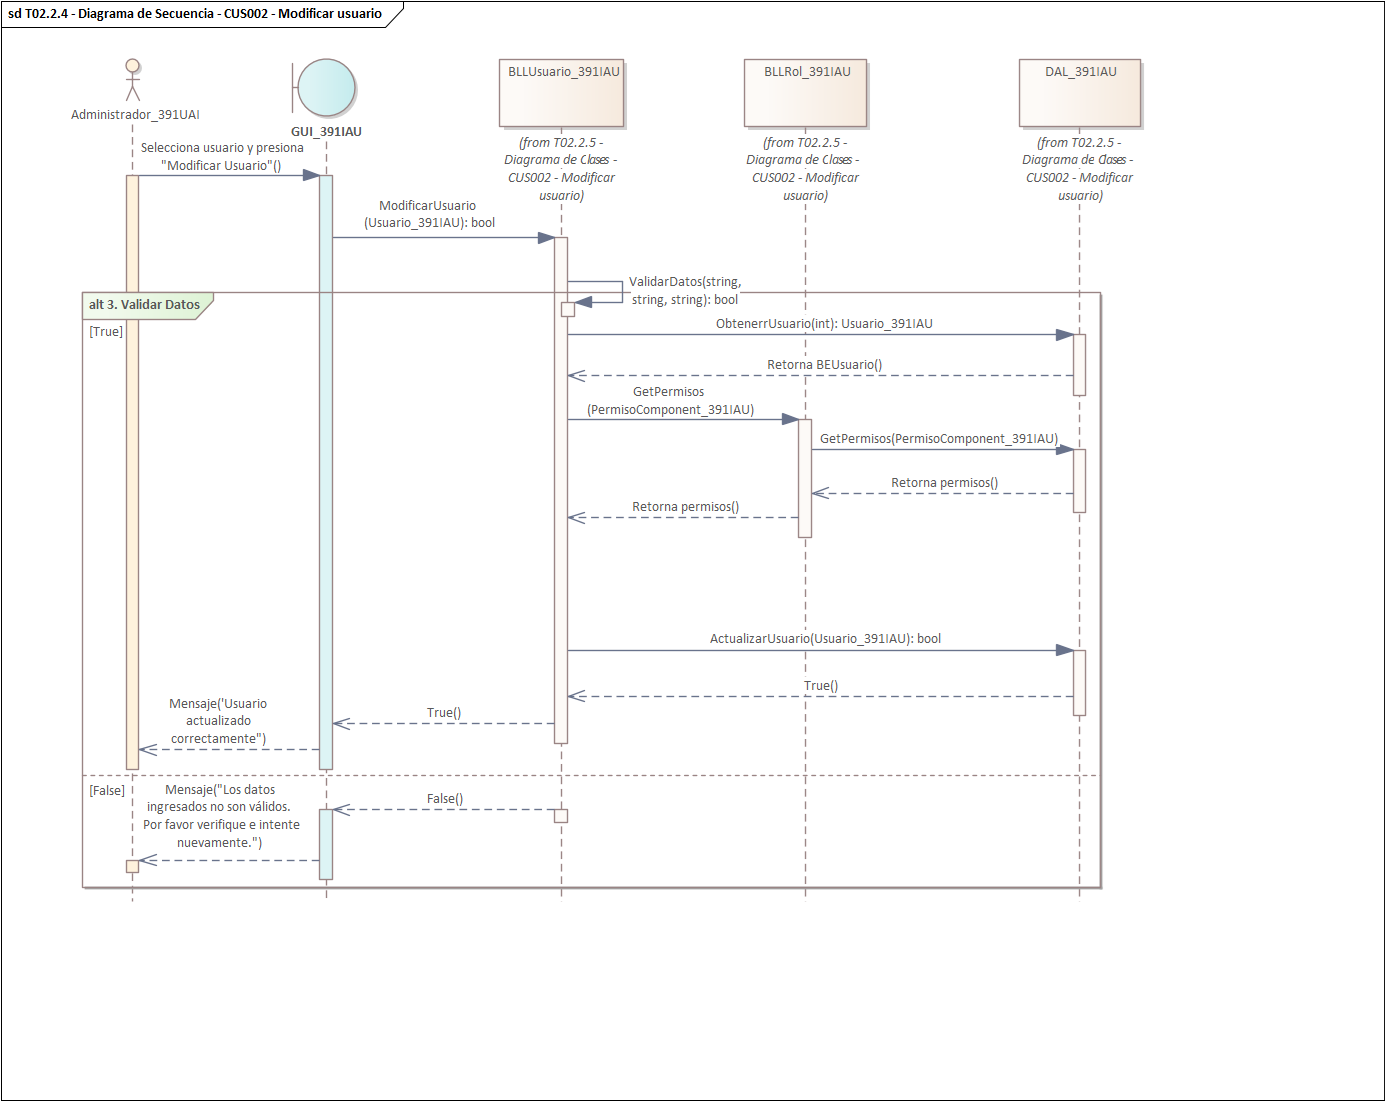 sd T02.2.4 - Diagrama de Secuencia - CUS002 - Modificar usuario
Administrador_391UAI
GUI_391IAU
BLLUsuario_391IAU
(from T02.2.5 -
Diagrama de Clases -
CUS002 - Modificar
usuario)
BLLRol_391IAU
(from T02.2.5 -
Diagrama de Clases -
CUS002 - Modificar
usuario)
DAL_391IAU
(from T02.2.5 -
Diagrama de Clases -
CUS002 - Modificar
usuario)
Selecciona usuario y presiona
"Modificar Usuario"()
ModificarUsuario
(Usuario_391IAU): bool
ValidarDatos(string,
string, string): bool
alt 3. Validar Datos
[True]
ObtenerrUsuario(int): Usuario_391IAU
Retorna BEUsuario()
GetPermisos
(PermisoComponent_391IAU)
GetPermisos(PermisoComponent_391IAU)
Retorna permisos()
Retorna permisos()
ActualizarUsuario(Usuario_391IAU): bool
True()
True()
Mensaje('Usuario
actualizado
correctamente")
[False]
False()
Mensaje("Los datos
ingresados no son válidos.
Por favor verifique e intente
nuevamente.")